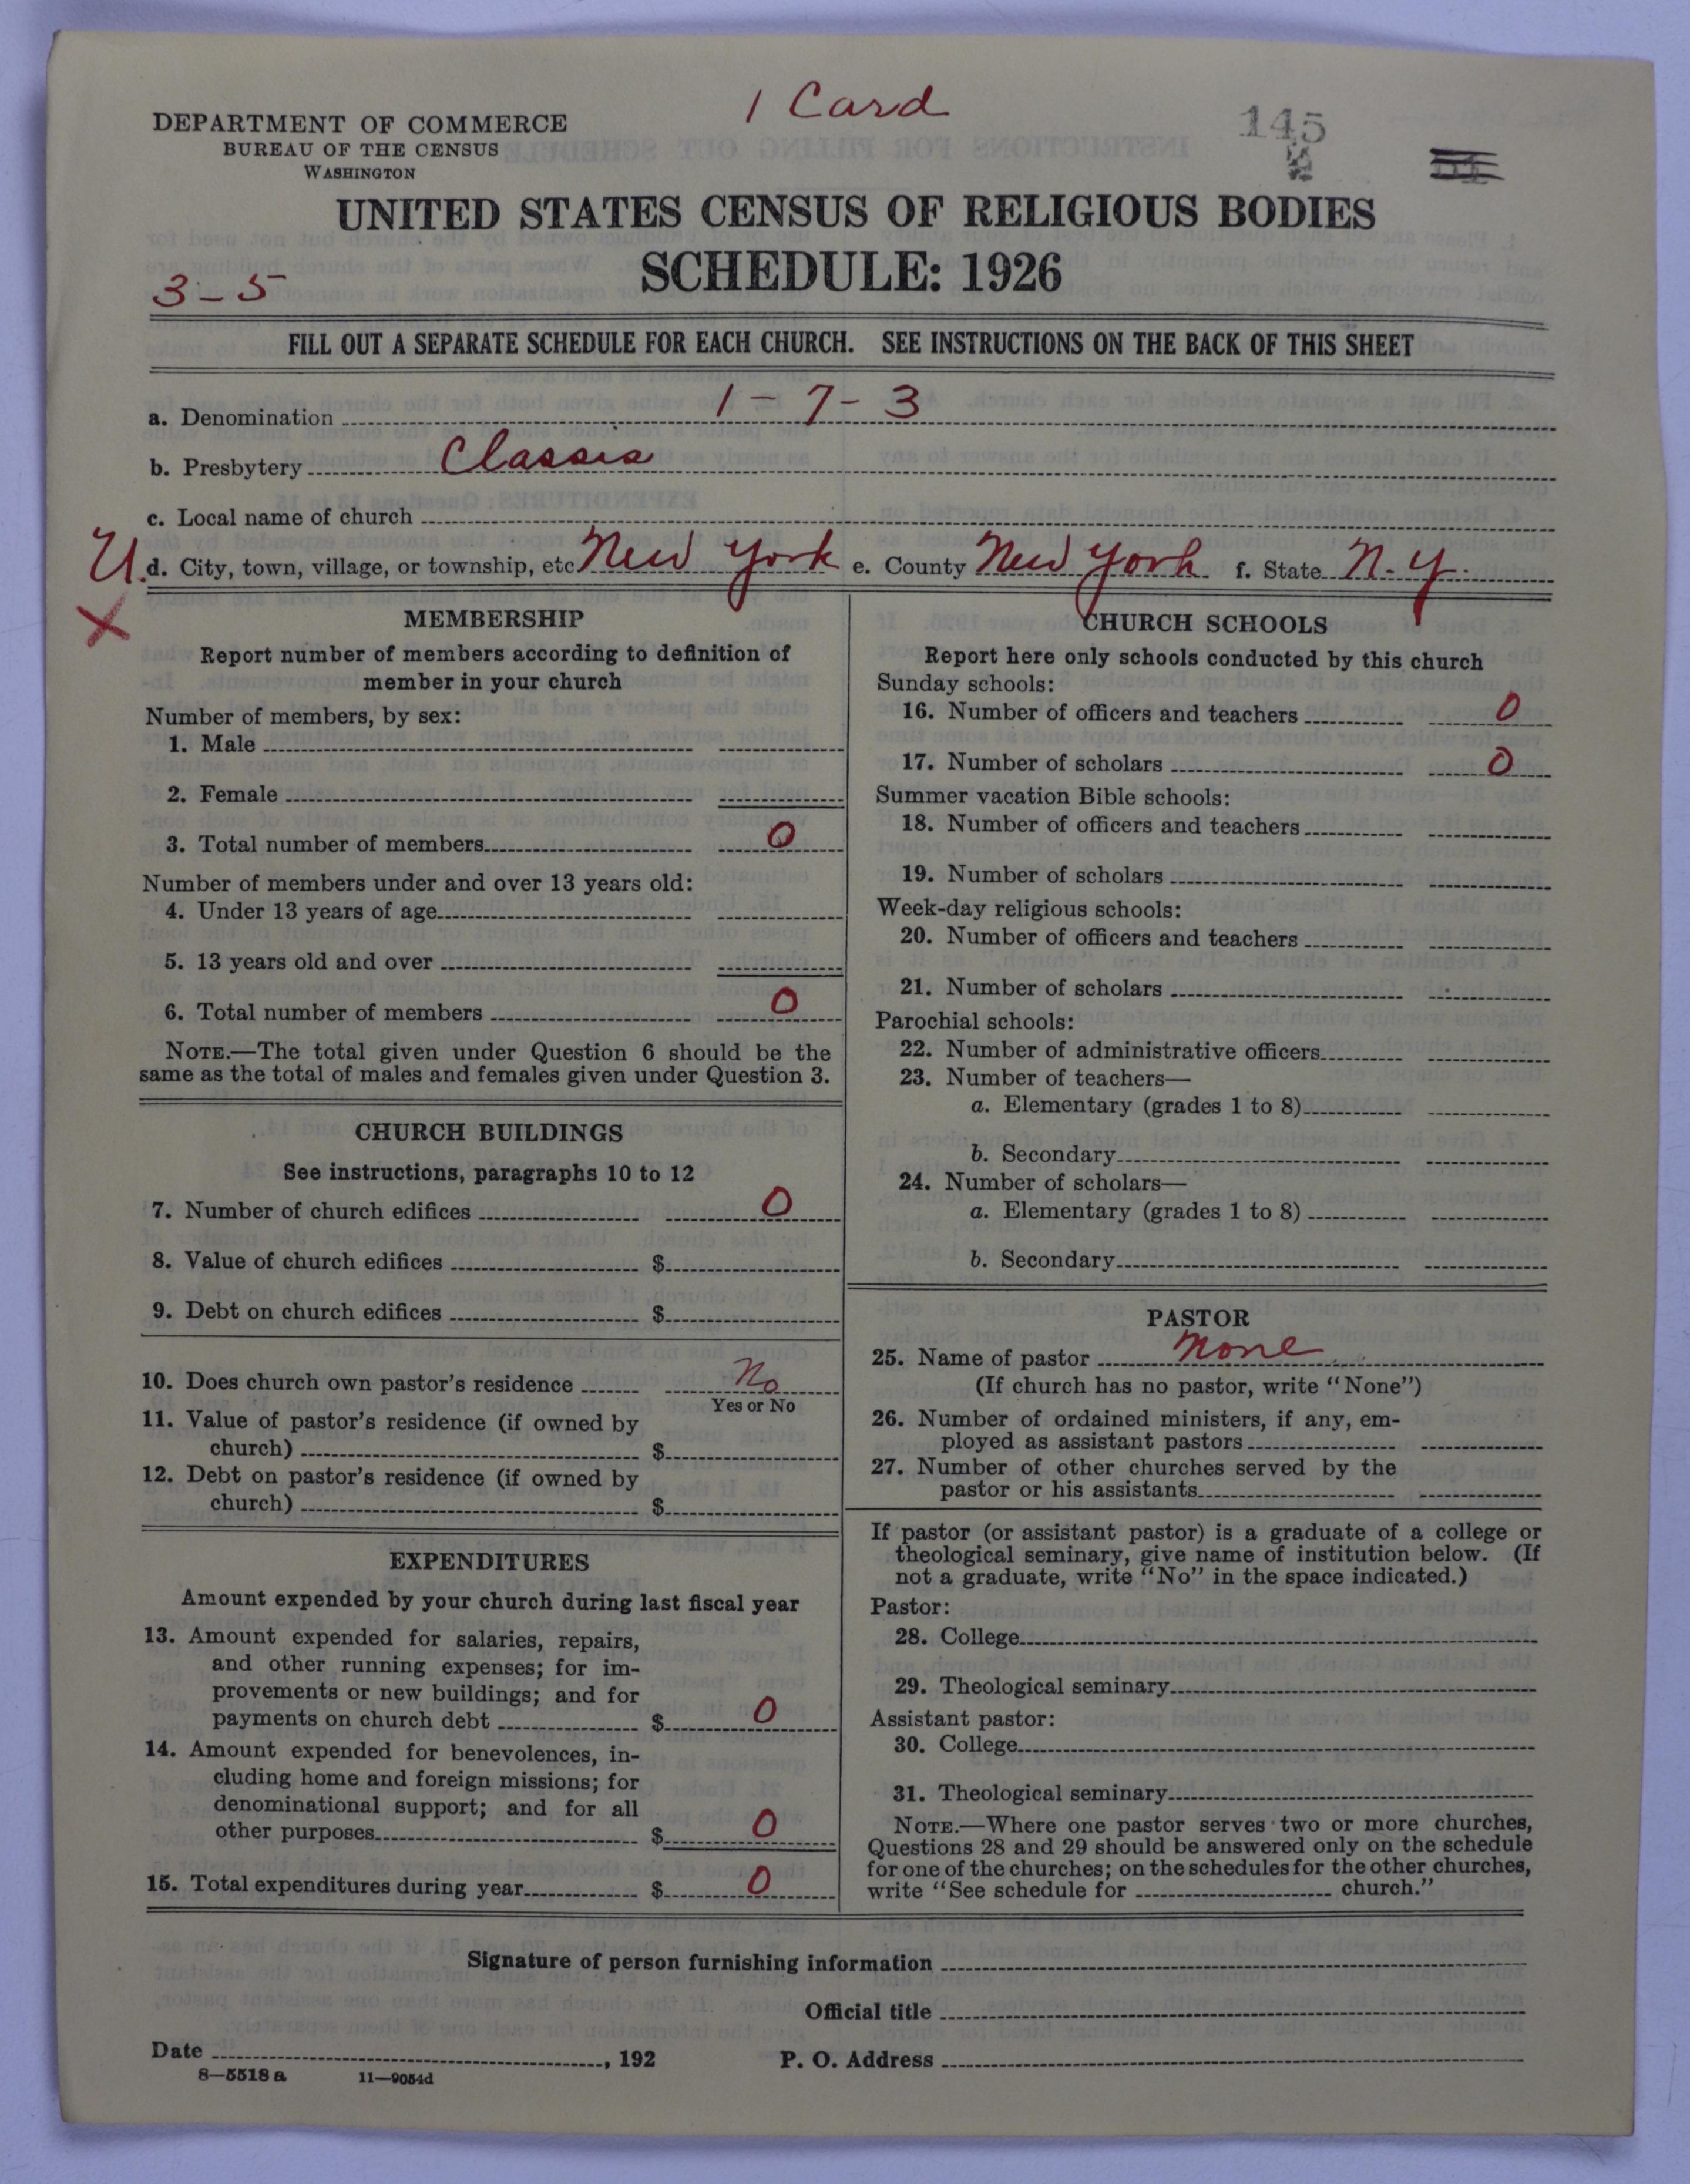 1 Card
DEPARTMENT OF COMMERCE
BUREAU OF THE CENSUS
WASHINGTON
145
UNITED STATES CENSUS OF RELIGIOUS BODIES
SCHEDULE: 1926
3-5
FILL OUT A SEPARATE SCHEDULE FOR EACH CHURCH. SEE INSTRUCTIONS ON THE BACK OF THIS SHEET
a. Denomination 1-7-3
b. Presbytery Classis
c. Local name of church
U. d. City, town, village, or township, etc New York e. County New York f. State N.Y.
X
MEMBERSHIP
Report number of members according to definition of
member in your church
Number of members, by sex:
1. Male
2. Female
3. Total number of members 0
Number of members under and over 13 years old:
4. Under 13 years of age
5. 13 years old and over
6. Total number of members 0
NOTE.—The total given under Question 6 should be the
same as the total of males and females given under Question 3.
CHURCH BUILDINGS
See instructions, paragraphs 10 to 12
7. Number of church edifices 0
8. Value of church edifices $
9. Debt on church edifices $
10. Does church own pastor's residence No
Yes or No
11. Value of pastor's residence (if owned by
church) $
12. Debt on pastor's residence (if owned by
church) $
EXPENDITURES
Amount expended by your church during last fiscal year
13. Amount expended for salaries, repairs,
and other running expenses; for im-
provements or new buildings; and for
payments on church debt $ 0
14. Amount expended for benevolences, in-
cluding home and foreign missions; for
denominational support; and for all
other purposes $ 0
15. Total expenditures during year $ 0
CHURCH SCHOOLS
Report here only schools conducted by this church
Sunday schools:
16. Number of officers and teachers 0
17. Number of scholars 0
Summer vacation Bible schools:
18. Number of officers and teachers
19. Number of scholars
Week-day religious schools:
20. Number of officers and teachers
21. Number of scholars
Parochial schools:
22. Number of administrative officers
23. Number of teachers—
a. Elementary (grades 1 to 8)
b. Secondary
24. Number of scholars—
a. Elementary (grades 1 to 8)
b. Secondary
PASTOR
25. Name of pastor None
(If church has no pastor, write "None")
26. Number of ordained ministers, if any, em-
ployed as assistant pastors
27. Number of other churches served by the
pastor or his assistants
If pastor (or assistant pastor) is a graduate of a college or
theological seminary, give name of institution below. (If
not a graduate, write "No" in the space indicated.)
Pastor:
28. College
29. Theological seminary
Assistant pastor:
30. College
31. Theological seminary
NOTE.—Where one pastor serves two or more churches,
Questions 28 and 29 should be answered only on the schedule
for one of the churches; on the schedules for the other churches,
write "See schedule for church."
Signature of person furnishing information
Official title
Date , 192 P. O. Address
8—5518 a 11—9054d